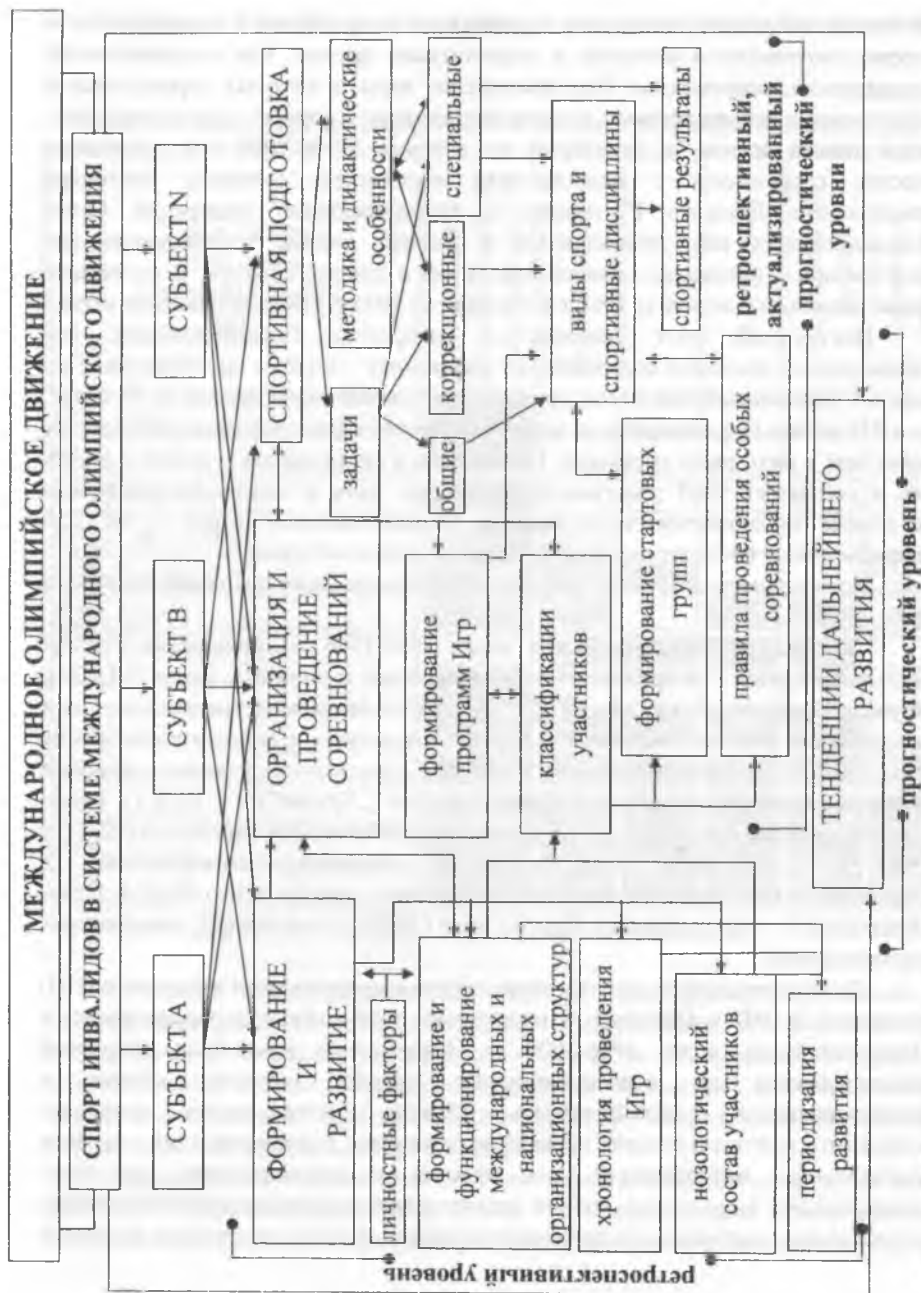 МЕЖДУНАРОДНОЕ ОЛИМПИЙСКОЕ ДВИЖЕНИЕ
СПОРТ ИНВАЛИДОВ В СИСТЕМЕ МЕЖДУНАРОДНОГО ОЛИМПИЙСКОГО ДВИЖЕНИЯ
СУБЪЕКТ А
СУБЪЕКТ В
СУБЪЕКТ N
ФОРМИРОВАНИЕ
И
РАЗВИТИЕ
личностные факторы
формирование
функционирование
международных и
национальных
организационных структур
хронология проведения
Игр
нозологический
состав участников
периодизация
развития
ретроспективный уровень
ОРГАНИЗАЦИЯ И
ПРОВЕДЕНИЕ
СОРЕВНОВАНИЙ
формирование
программ Игр
классификации
участников
формирование стартовых
групп
правила проведения особых
соревнований
СПОРТИВНАЯ ПОДГОТОВКА
задачи
методика и дидактические
особенности
общие
коррекционные
специальные
виды спорта и
спортивные дисциплины
спортивные результаты
ретроспективный,
актуализированный
прогностический
уровни
ТЕНДЕНЦИИ ДАЛЬНЕЙШЕГО
РАЗВИТИЯ
прогностический уровень